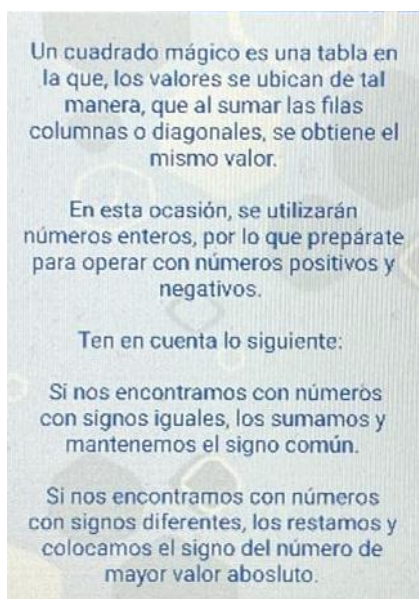 Un cuadrado mágico es una tabla en
la que, los valores se ubican de tal
manera, que al sumar las filas
columnas o diagonales, se obtiene el
mismo valor.
En esta ocasión, se utilizarán
números enteros, por lo que prepárate
para operar con números positivos y
negativos.
Ten en cuenta lo siguiente:
Si nos encontramos con números
con signos iguales, los sumamos y
mantenemos el signo común.
Si nos encontramos con números
con signos diferentes, los restamos y
colocamos el signo del número de
mayor valor abosluto.